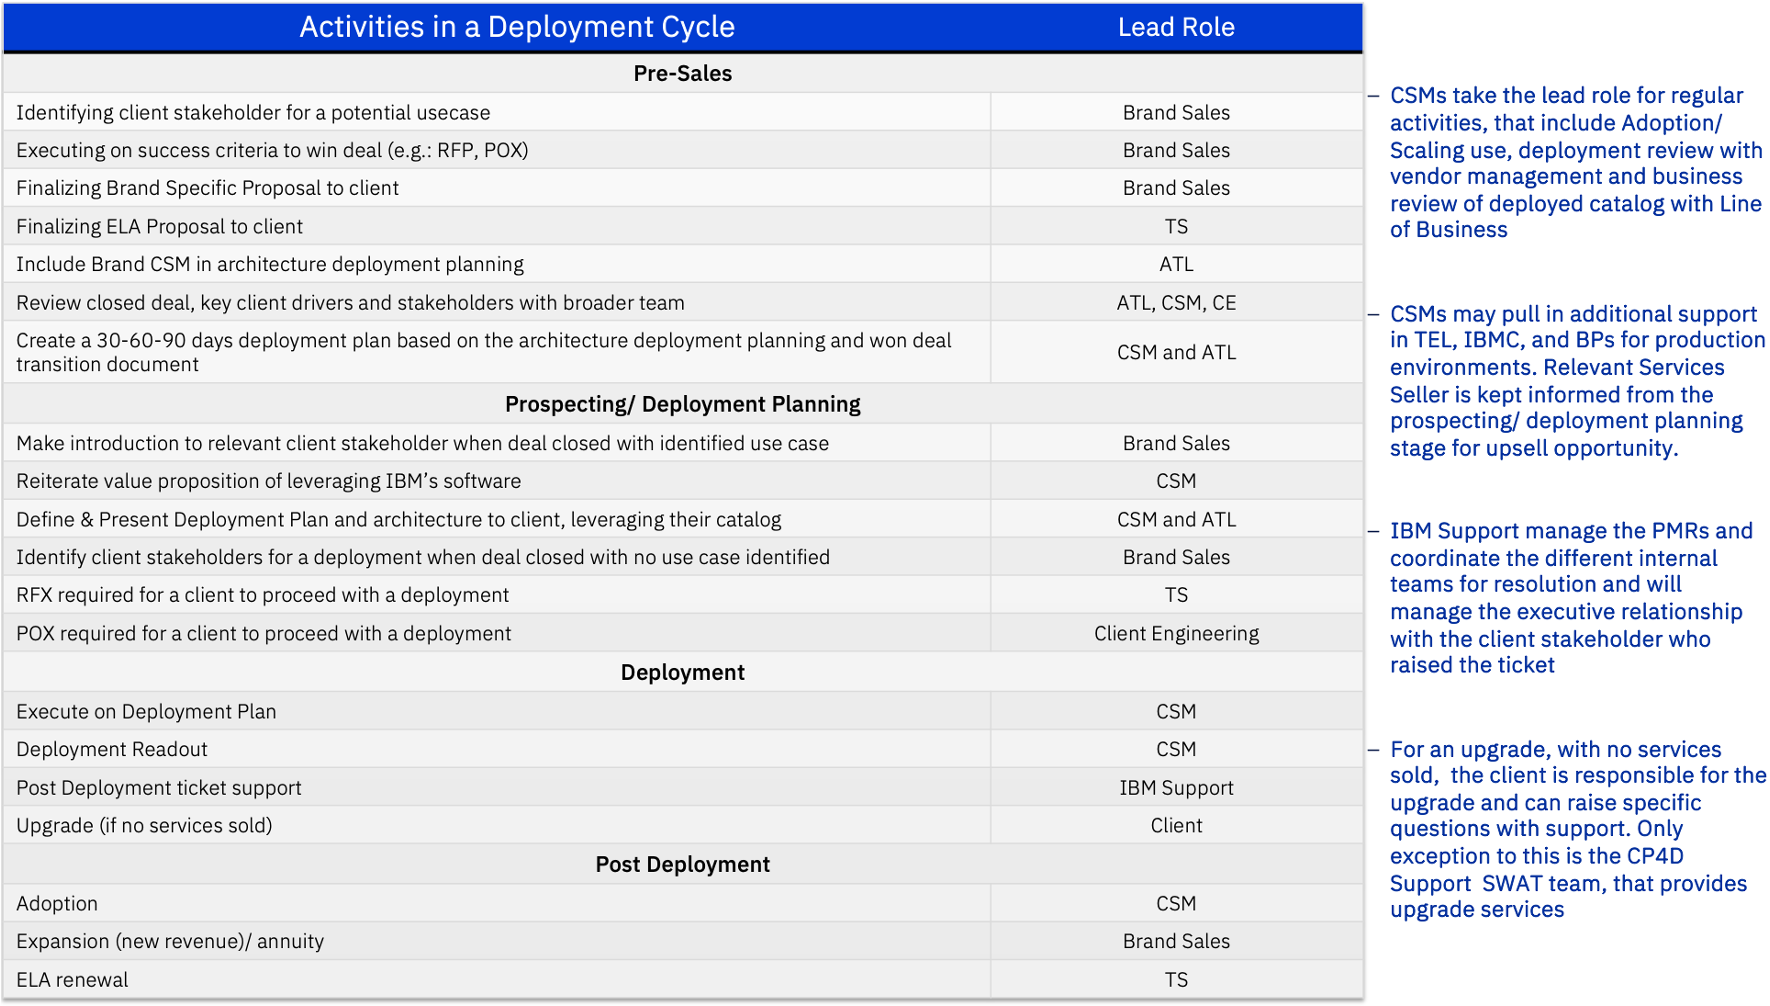 Activities in a Deployment Cycle
Lead Role
Pre-Sales
Identifying client stakeholder for a potential usecase
Brand Sales
Executing on success criteria to win deal (e.g.: RFP, POX)
Brand Sales
Finalizing Brand Specific Proposal to client
Brand Sales
Finalizing ELA Proposal to client
TS
Include Brand CSM in architecture deployment planning
ATL
Review closed deal, key client drivers and stakeholders with broader team
ATL, CSM, CE
Create a 30-60-90 days deployment plan based on the architecture deployment planning and won deal
transition document
CSM and ATL
Prospecting/ Deployment Planning
Make introduction to relevant client stakeholder when deal closed with identified use case
Brand Sales
Reiterate value proposition of leveraging IBM's software
CSM
Define & Present Deployment Plan and architecture to client, leveraging their catalog
CSM and ATL
Identify client stakeholders for a deployment when deal closed with no use case identified
Brand Sales
RFX required for a client to proceed with a deployment
TS
POX required for a client to proceed with a deployment
Client Engineering
Deployment
Execute on Deployment Plan
CSM
Deployment Readout
CSM
Post Deployment ticket support
IBM Support
Upgrade (if no services sold)
Client
Post Deployment
Adoption
CSM
Expansion (new revenue)/ annuity
Brand Sales
ELA renewal
TS
– CSMs take the lead role for regular
activities, that include Adoption/
Scaling use, deployment review with
vendor management and business
review of deployed catalog with Line
of Business
– CSMs may pull in additional support
in TEL, IBMC, and BPs for production
environments. Relevant Services
Seller is kept informed from the
prospecting/ deployment planning
stage for upsell opportunity.
– IBM Support manage the PMRs and
coordinate the different internal
teams for resolution and will
manage the executive relationship
with the client stakeholder who
raised the ticket
– For an upgrade, with no services
sold,  the client is responsible for the
upgrade and can raise specific
questions with support. Only
exception to this is the CP4D
Support  SWAT team, that provides
upgrade services